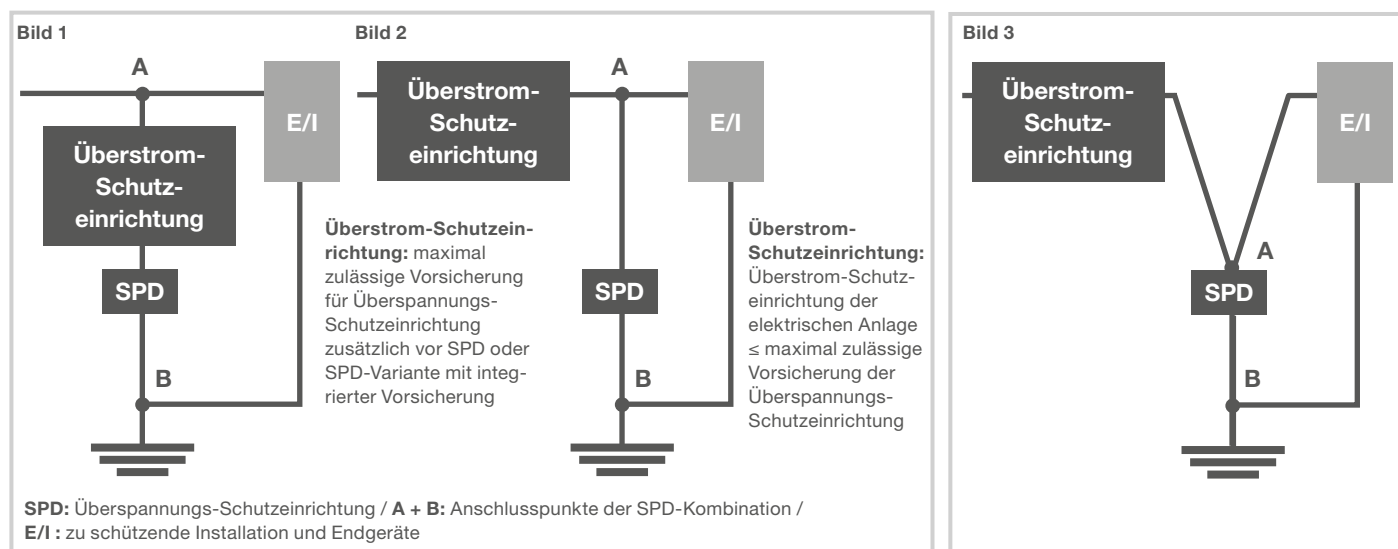 Bild 1
A
Überstrom-
Schutz-
einrichtung
SPD
B
E/I
Überstrom-Schutzein-
richtung: maximal
zulässige Vorsicherung
für Überspannungs-
Schutzeinrichtung
zusätzlich vor SPD oder
SPD-Variante mit integ-
rierter Vorsicherung
Bild 2
Überstrom-
Schutz-
einrichtung
A
E/I
SPD
B
Überstrom-
Schutzeinrichtung:
Überstrom-Schutz-
einrichtung der
elektrischen Anlage
≤ maximal zulässige
Vorsicherung der
Überspannungs-
Schutzeinrichtung
SPD: Überspannungs-Schutzeinrichtung / A + B: Anschlusspunkte der SPD-Kombination /
E/I : zu schützende Installation und Endgeräte
Bild 3
Überstrom-
Schutz-
einrichtung
E/I
A
SPD
B